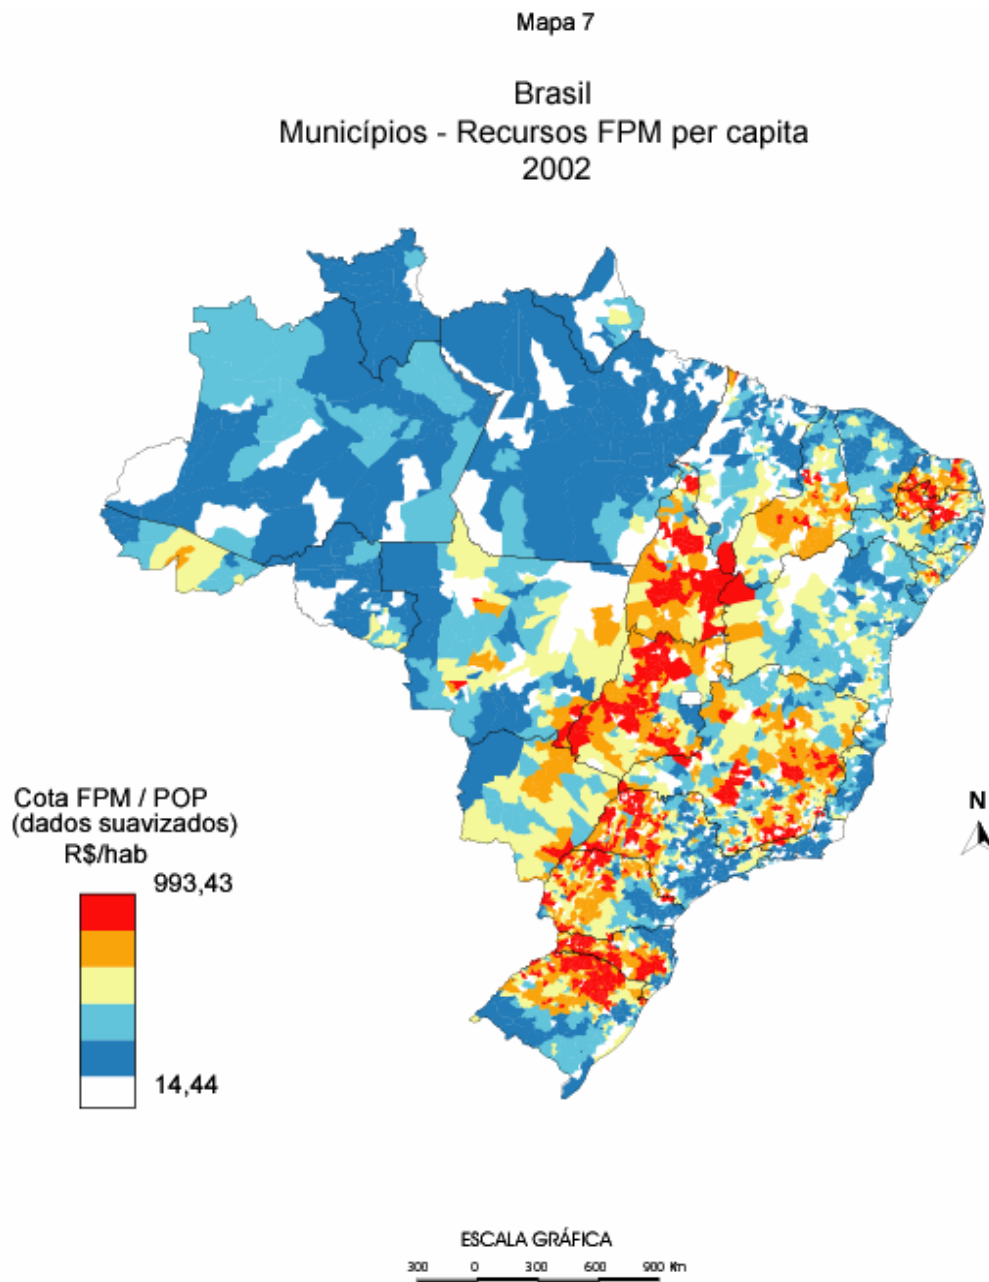 Mapa 7
Brasil
Municípios - Recursos FPM per capita
2002
Cota FPM / POP
(dados suavizados)
R$/hab
993,43
14,44
N
ESCALA GRÁFICA
300 0 300 600 900 Km